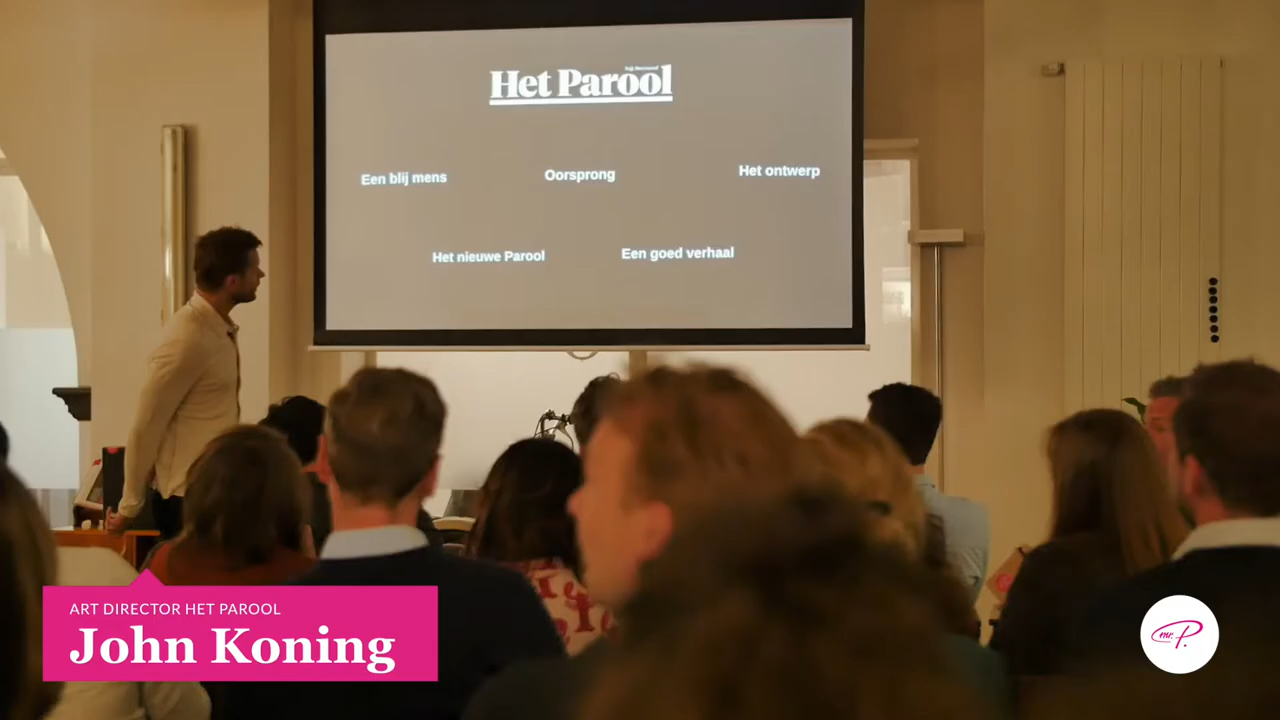 Het Parool
Een blij mens
Oorsprong
Het ontwerp
Het nieuwe Parool
Een goed verhaal
ART DIRECTOR HET PAROOL
John Koning
mr. P.